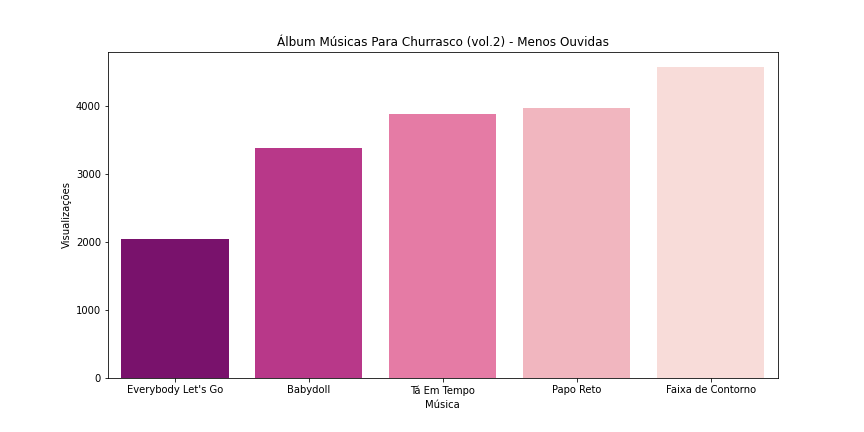 Álbum Músicas Para Churrasco (vol.2) - Menos Ouvidas
Visualizações
4000
3000
2000
1000
0
Everybody Let's Go
Babydoll
Tá Em Tempo
Papo Reto
Faixa de Contorno
Música